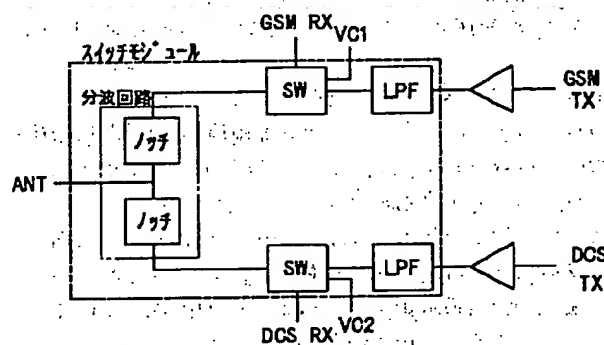 GSM RX
VC1
スイッチモジュール
SW
LPF
GSM
TX
分波回路
ノッチ
ANT
ノッチ
SW
LPF
DCS
TX
DCS RX
VC2